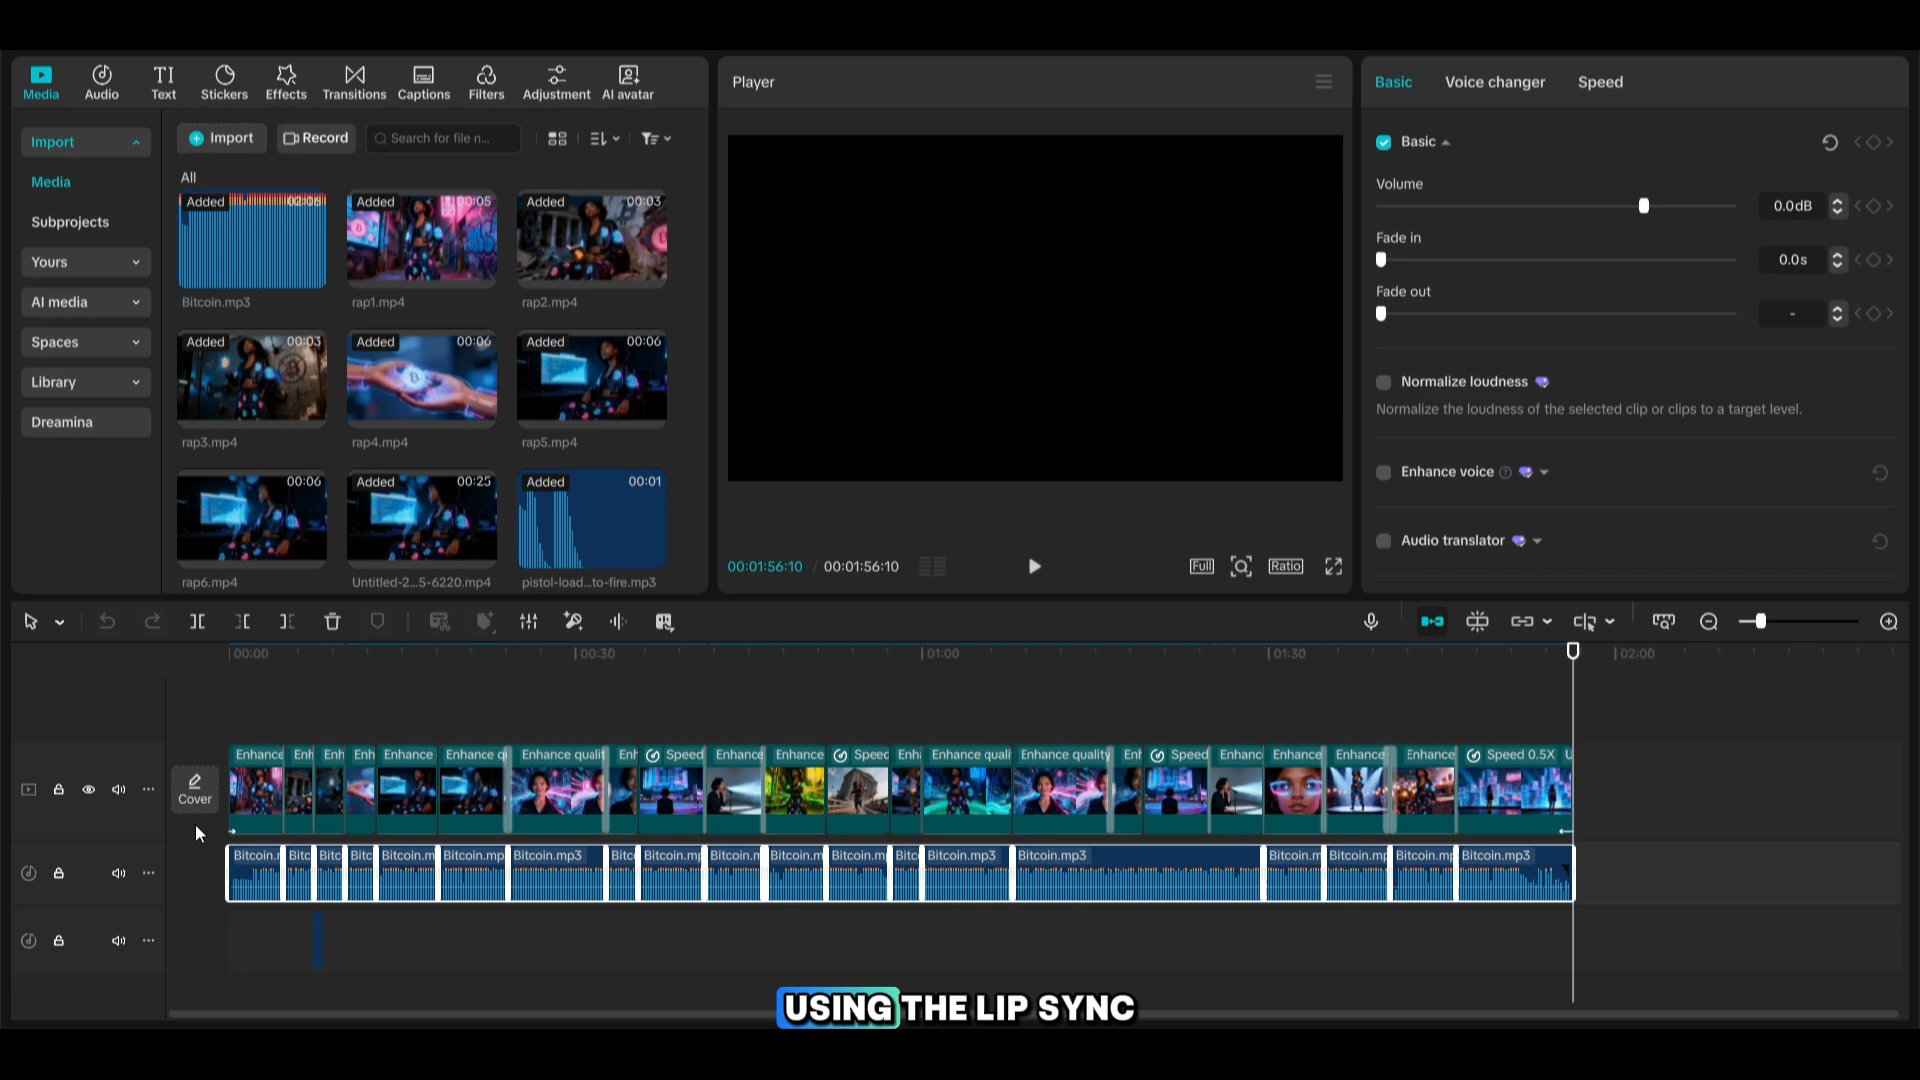 Media
Audio
Text
Stickers
Effects
Transitions
Captions
Filters
Adjustment
AI avatar
Import
Media
Subprojects
Yours
AI media
Spaces
Library
Dreamina
Import
Record
Search for file n...
All
Added 02:06
Bitcoin.mp3
Added 00:05
rap1.mp4
Added 00:03
rap2.mp4
Added 00:03
rap3.mp4
Added 00:06
rap4.mp4
Added 00:06
rap5.mp4
00:06
rap6.mp4
Added 00:25
Untitled-2...5-6220.mp4
Added 00:01
pistol-load...to-fire.mp3
Player
00:01:56:10 / 00:01:56:10
Full
Ratio
Basic
Voice changer
Speed
Basic
Volume
0.0dB
Fade in
0.0s
Fade out
-
Normalize loudness
Normalize the loudness of the selected clip or clips to a target level.
Enhance voice
Audio translator
00:00
00:30
01:00
01:30
02:00
Cover
Enhance Enh Enh Enh Enhance Enhance q Enhance qualit Enh Speed Enhance Enhance Speed Enh Enhance quali Enhance quality Enh Speed Enhanc Enhance Enhance Enhance Speed 0.5X U
Bitcoin.r Bitc Bitc Bitc Bitcoin.m Bitcoin.mp Bitcoin.mp3 Bitc Bitcoin.mp Bitcoin.m Bitcoin.m Bitcoin.m Bitc Bitcoin.mp3 Bitcoin.mp3 Bitcoin.m Bitcoin.mp Bitcoin.mp Bitcoin.mp3
USING THE LIP SYNC